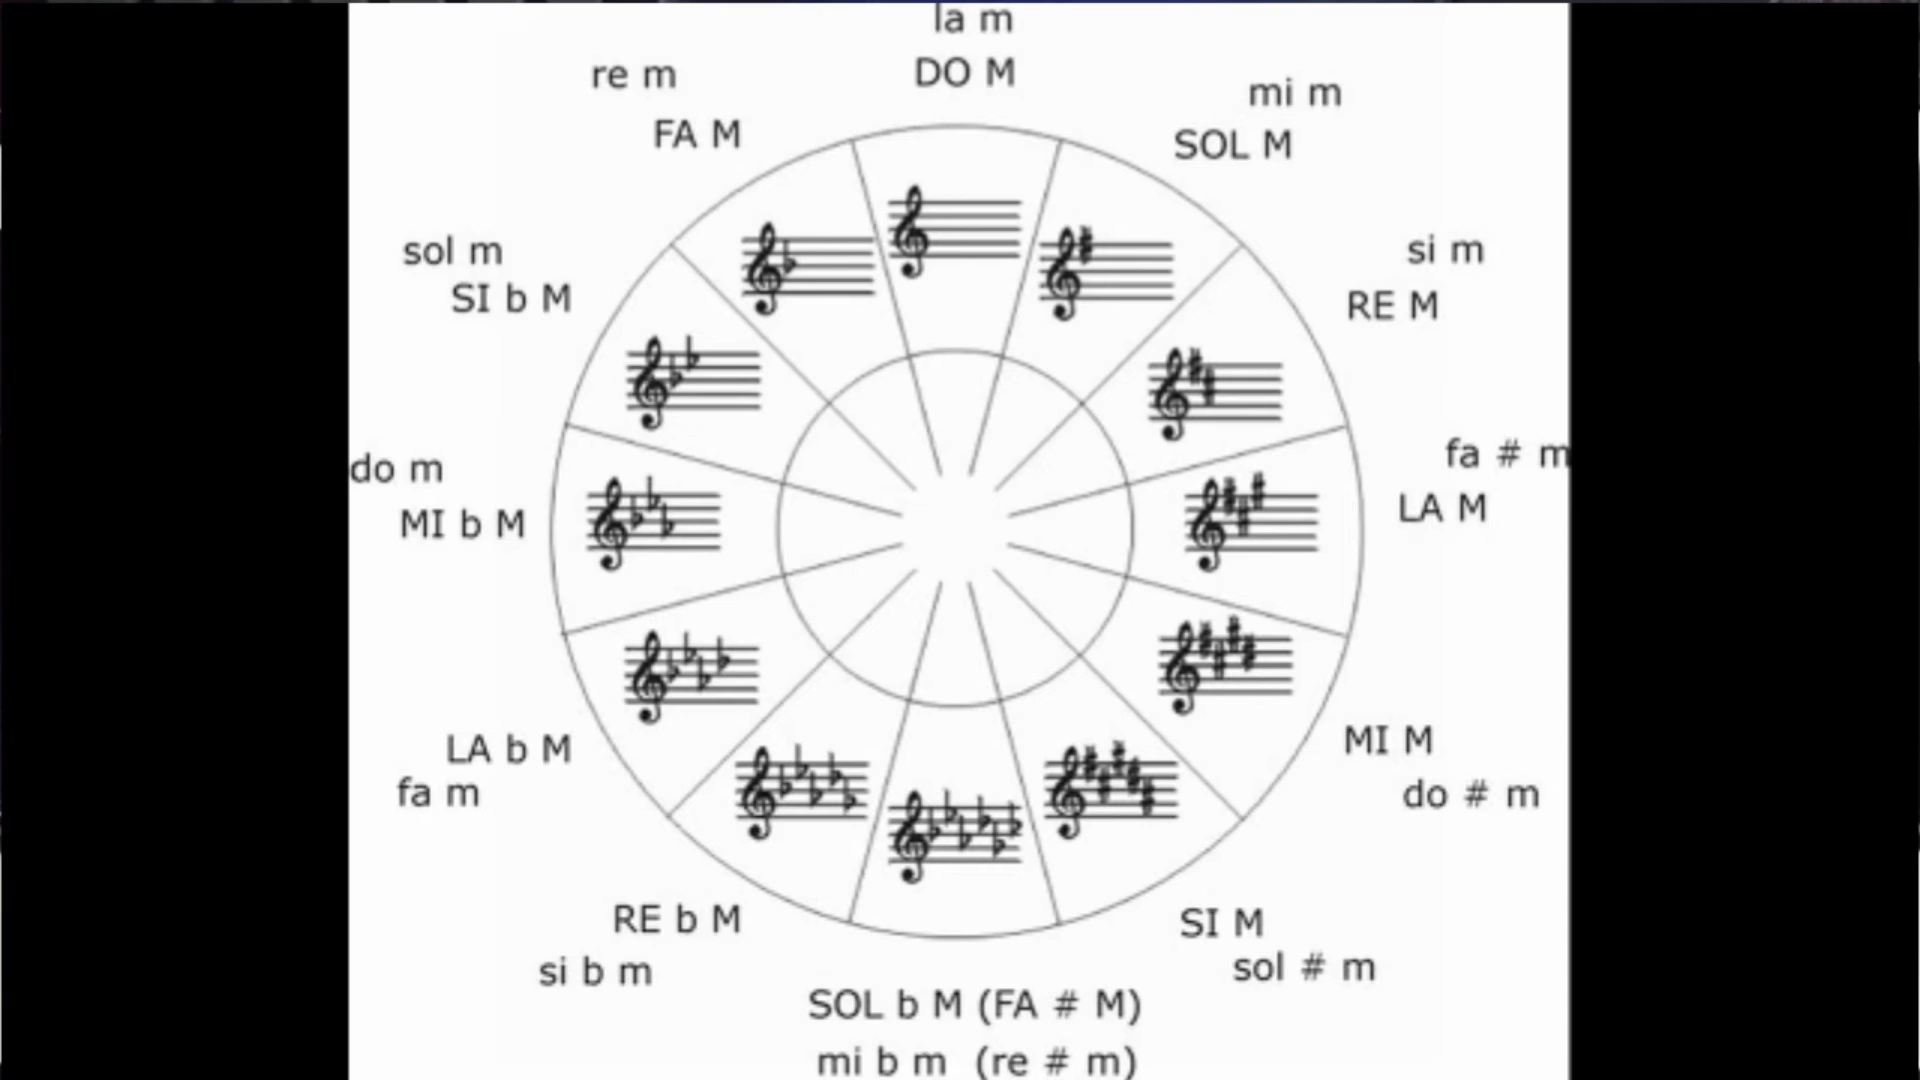 la m
DO M
mi m
SOL M
si m
RE M
fa # m
LA M
MI M
do # m
SI M
sol # m
SOL b M (FA # M)
mi b m (re # m)
RE b M
si b m
LA b M
fa m
do m
MI b M
sol m
SI b M
re m
FA M